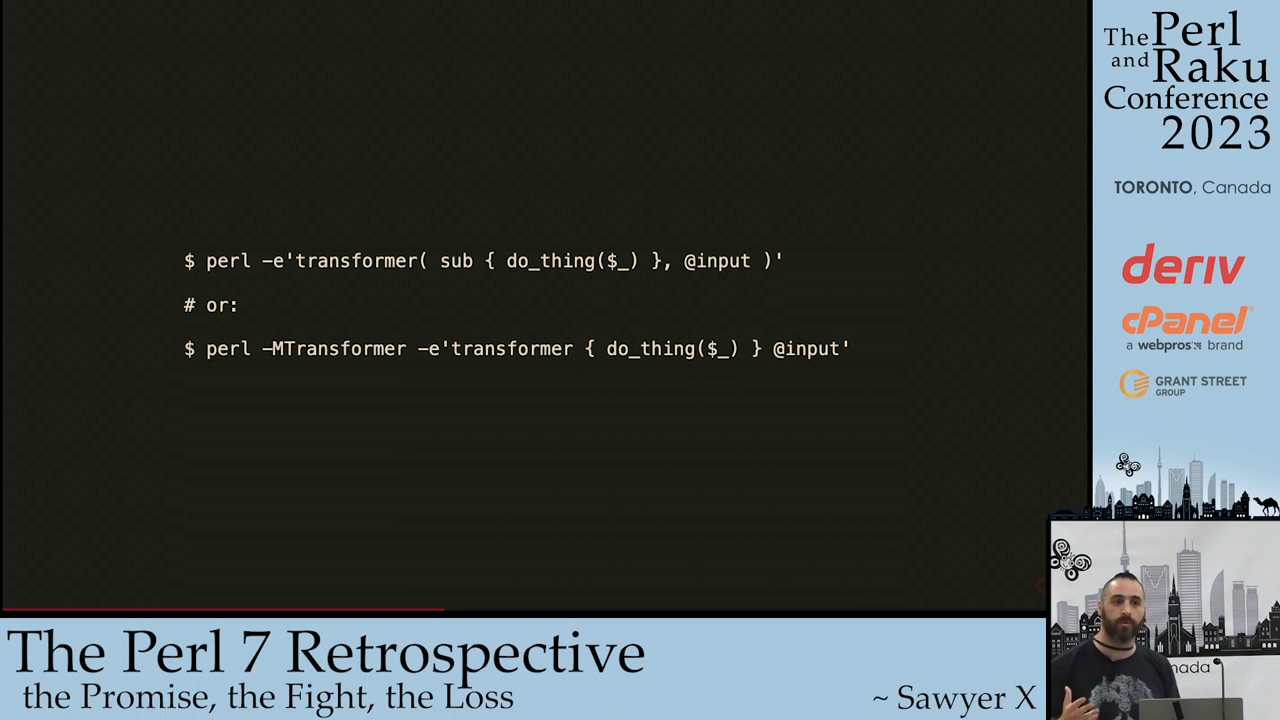 $ perl -e'transformer( sub { do_thing($_) }, @input )'
# or:
$ perl -MTransformer -e'transformer { do_thing($_) } @input'
The Perl
and Raku
Conference
2023
TORONTO, Canada
deriv
cPanel®
a webpros brand
GRANT STREET
GROUP
nada
The Perl 7 Retrospective
the Promise, the Fight, the Loss
~ Sawyer X